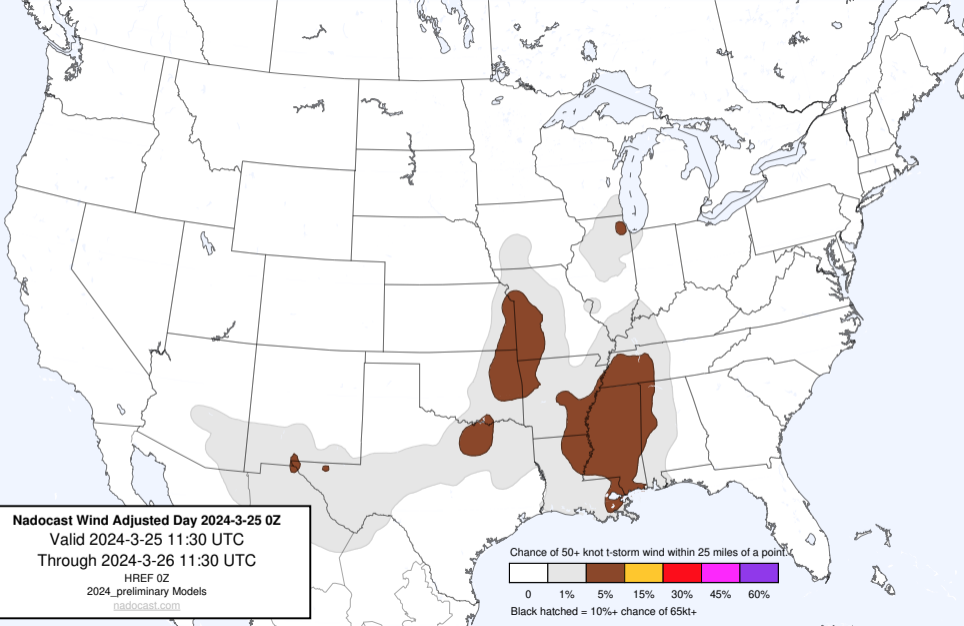 Nadocast Wind Adjusted Day 2024-3-25 0Z
Valid 2024-3-25 11:30 UTC
Through 2024-3-26 11:30 UTC
HREF 0Z
2024_preliminary Models
nadocast.com
Chance of 50+ knot t-storm wind within 25 miles of a point.
0 1% 5% 15% 30% 45% 60%
Black hatched = 10%+ chance of 65kt+